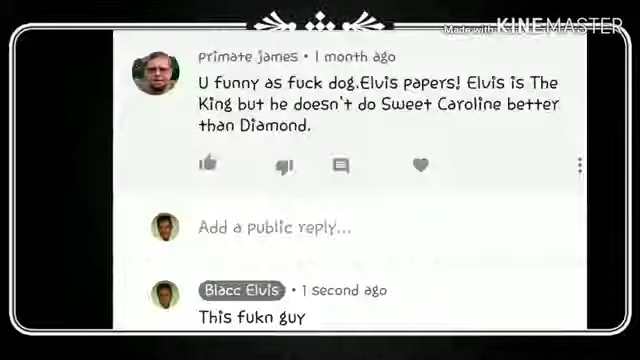 Made with KINEMASTER
primate james • 1 month ago
U funny as fuck dog.Elvis papers! Elvis is The
King but he doesn't do Sweet Caroline better
than Diamond.
Add a public reply...
Blacc Elvis • 1 second ago
This fukn guy